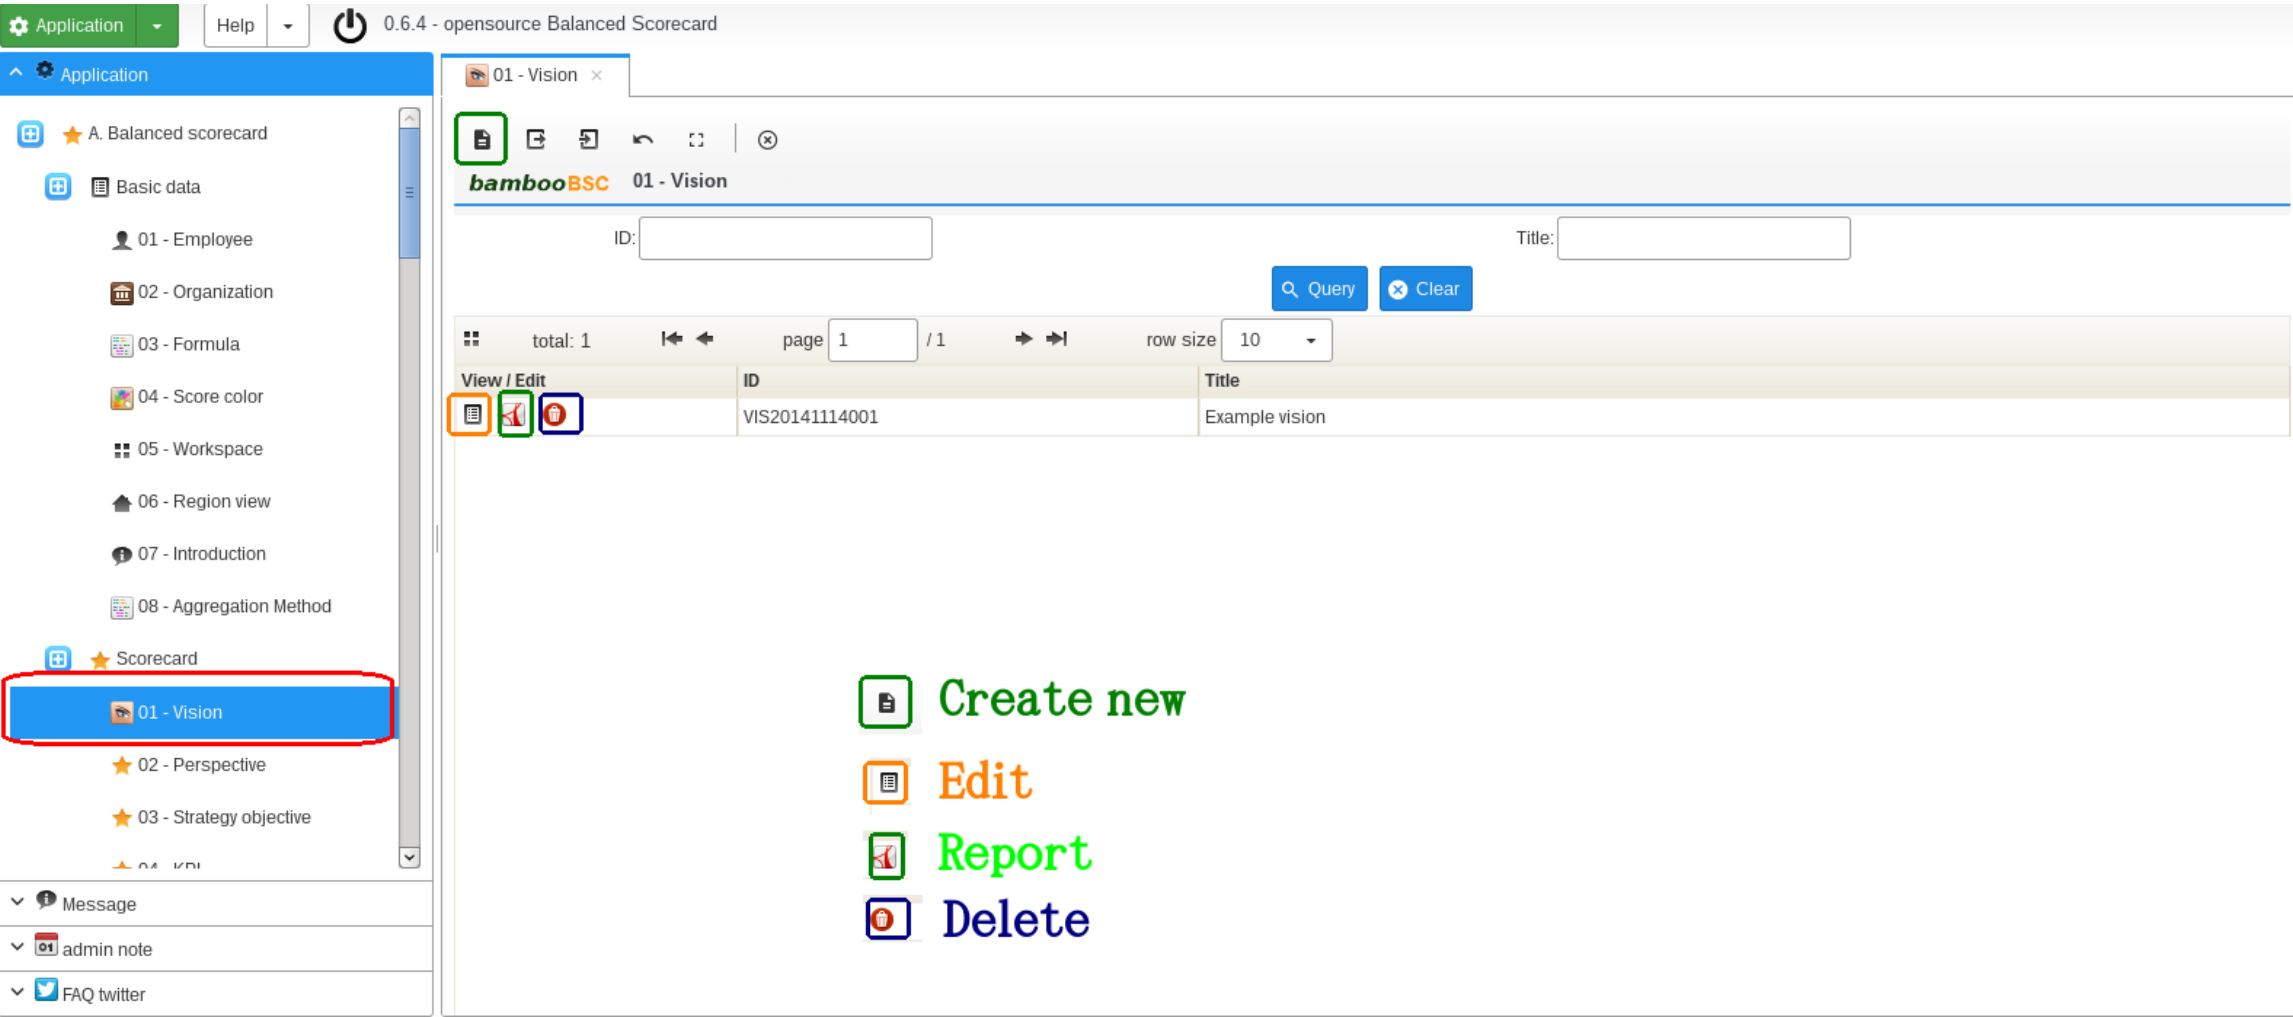 Application
Help
0.6.4 - opensource Balanced Scorecard
Application
A. Balanced scorecard
Basic data
01 - Employee
02 - Organization
03 - Formula
04 - Score color
05 - Workspace
06 - Region view
07 - Introduction
08 - Aggregation Method
Scorecard
01 - Vision
02 - Perspective
03 - Strategy objective
04 - KPI
Message
admin note
FAQ twitter
01 - Vision
bambooBSC 01 - Vision
ID: Title:
Query Clear
total: 1 page 1 / 1 row size 10
View / Edit ID Title
VIS20141114001 Example vision
Create new
Edit
Report
Delete